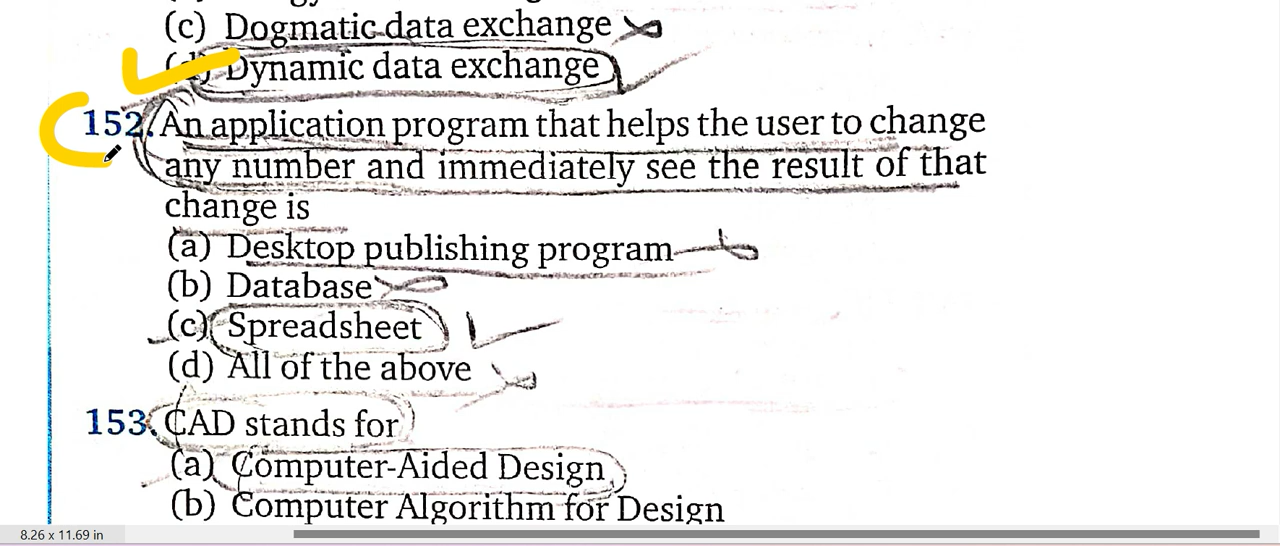 (c) Dogmatic data exchange
(d) Dynamic data exchange
152. An application program that helps the user to change
any number and immediately see the result of that
change is
(a) Desktop publishing program
(b) Database
(c) Spreadsheet
(d) All of the above
153. CAD stands for
(a) Computer-Aided Design
(b) Computer Algorithm for Design
8.26 x 11.69 in